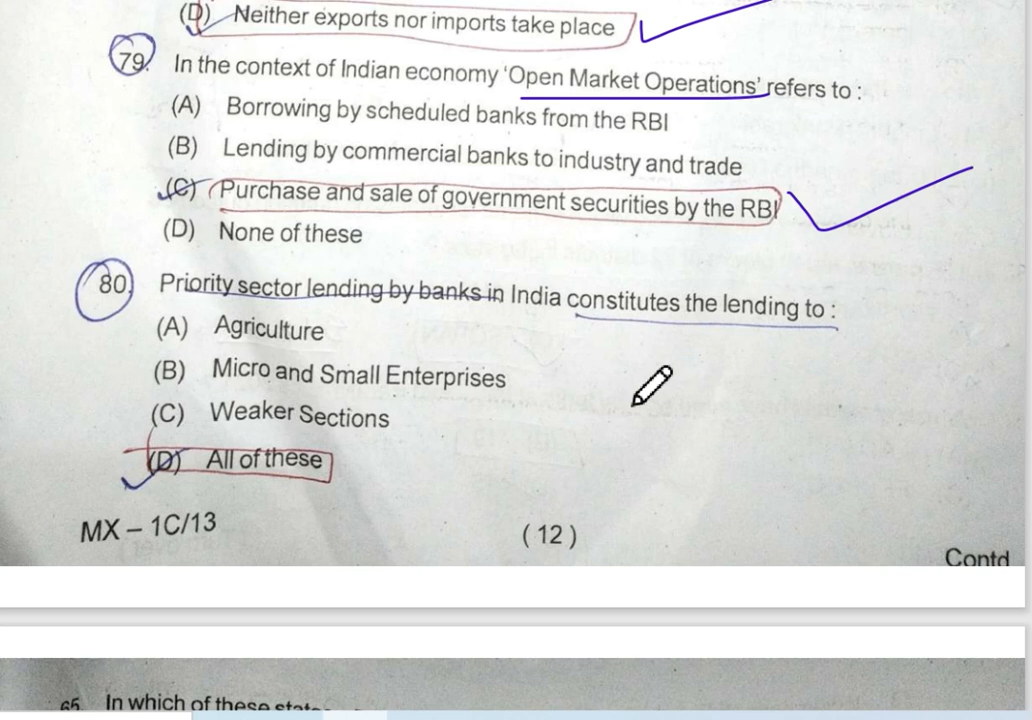 (D) Neither exports nor imports take place
79. In the context of Indian economy ‘Open Market Operations’ refers to :
(A) Borrowing by scheduled banks from the RBI
(B) Lending by commercial banks to industry and trade
(C) Purchase and sale of government securities by the RBI
(D) None of these
80. Priority sector lending by banks in India constitutes the lending to :
(A) Agriculture
(B) Micro and Small Enterprises
(C) Weaker Sections
(D) All of these
MX – 1C/13
( 12 )
Contd
65. In which of these